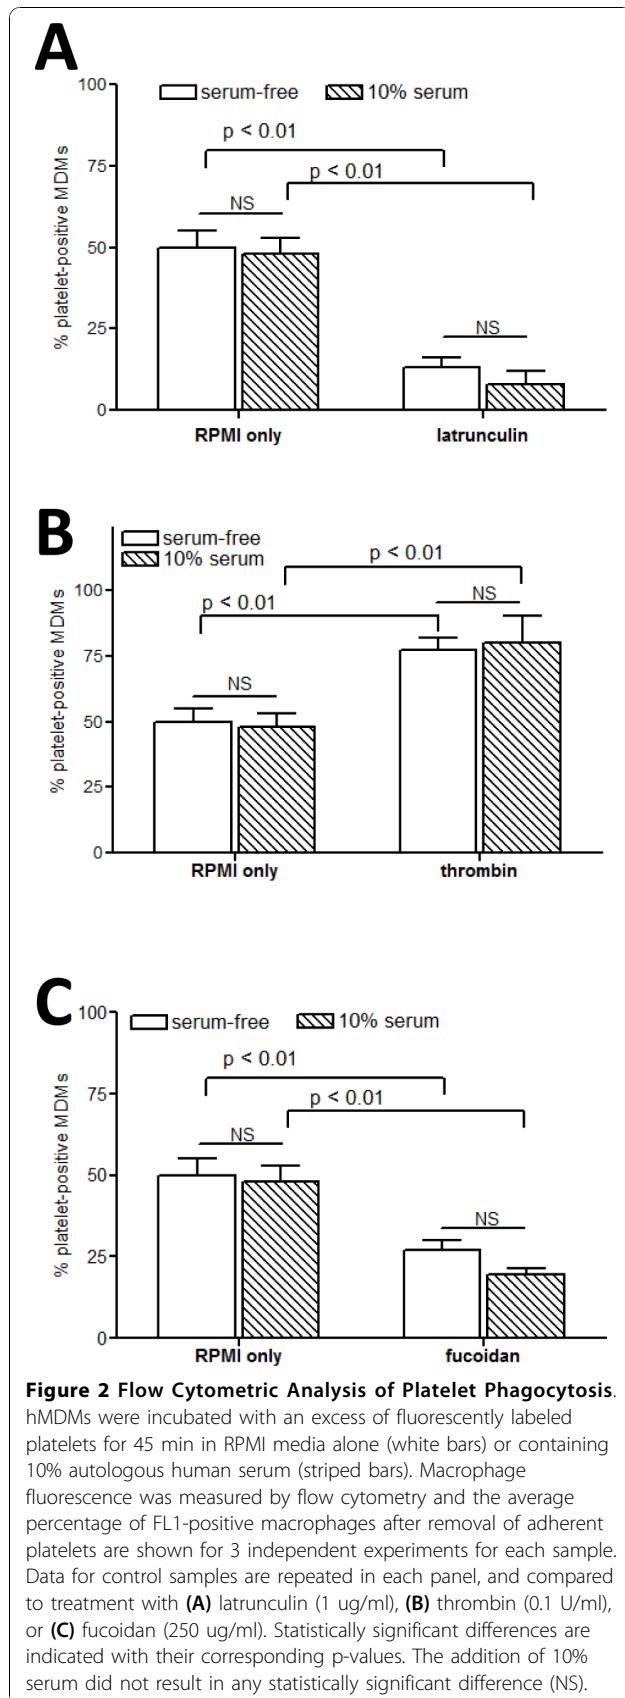 A
100
serum-free 10% serum
p < 0.01
% platelet-positive MDMs
75
p < 0.01
NS
50
25
NS
0
RPMI only latrunculin
B
serum-free
10% serum
p < 0.01
100
NS
p < 0.01
% platelet-positive MDMs
75
NS
50
25
0
RPMI only thrombin
C
100
serum-free 10% serum
p < 0.01
% platelet-positive MDMs
75
p < 0.01
NS
50
NS
25
0
RPMI only fucoidan
Figure 2 Flow Cytometric Analysis of Platelet Phagocytosis.
hMDMs were incubated with an excess of fluorescently labeled
platelets for 45 min in RPMI media alone (white bars) or containing
10% autologous human serum (striped bars). Macrophage
fluorescence was measured by flow cytometry and the average
percentage of FL1-positive macrophages after removal of adherent
platelets are shown for 3 independent experiments for each sample.
Data for control samples are repeated in each panel, and compared
to treatment with (A) latrunculin (1 ug/ml), (B) thrombin (0.1 U/ml),
or (C) fucoidan (250 ug/ml). Statistically significant differences are
indicated with their corresponding p-values. The addition of 10%
serum did not result in any statistically significant difference (NS).